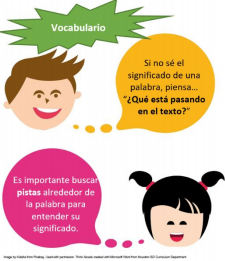 Vocabulario
Si no sé el
significado de una
palabra, piensa...
“¿Qué está pasando
en el texto?”
Es importante buscar
pistas alrededor de
la palabra para
entender su
significado.